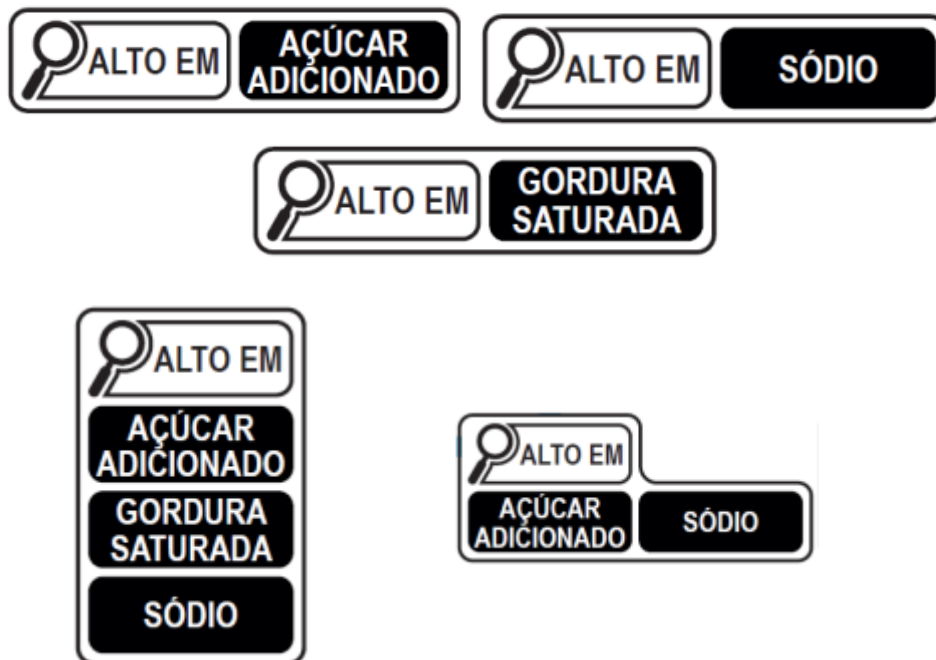 ALTO EM
AÇÚCAR
ADICIONADO
ALTO EM
SÓDIO
ALTO EM
GORDURA
SATURADA
ALTO EM
AÇÚCAR
ADICIONADO
GORDURA
SATURADA
SÓDIO
ALTO EM
AÇÚCAR
ADICIONADO
SÓDIO